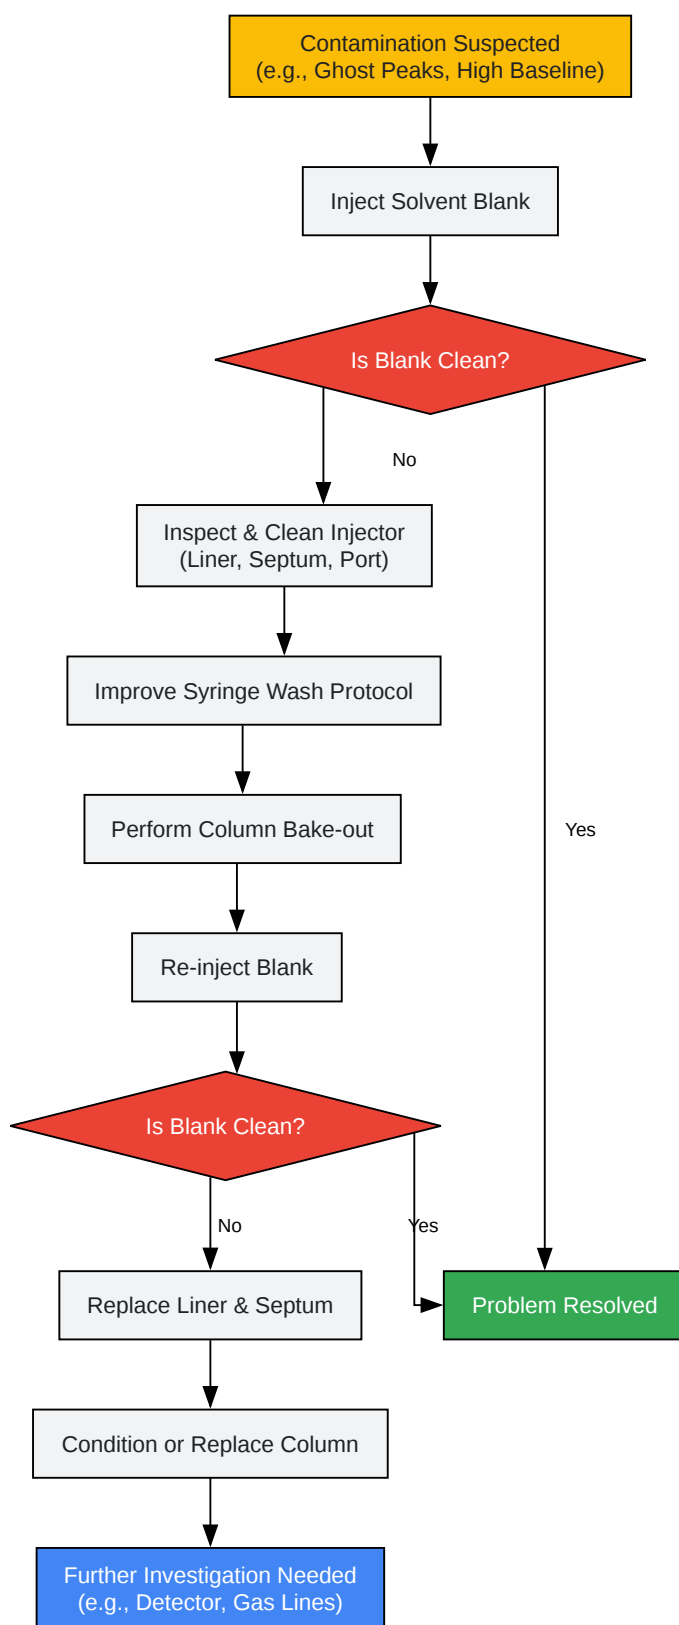 Contamination Suspected
(e.g., Ghost Peaks, High Baseline)
Inject Solvent Blank
Is Blank Clean?
No
Inspect & Clean Injector
(Liner, Septum, Port)
Improve Syringe Wash Protocol
Perform Column Bake-out
Yes
Re-inject Blank
Is Blank Clean?
No
Yes
Replace Liner & Septum
Problem Resolved
Condition or Replace Column
Further Investigation Needed
(e.g., Detector, Gas Lines)